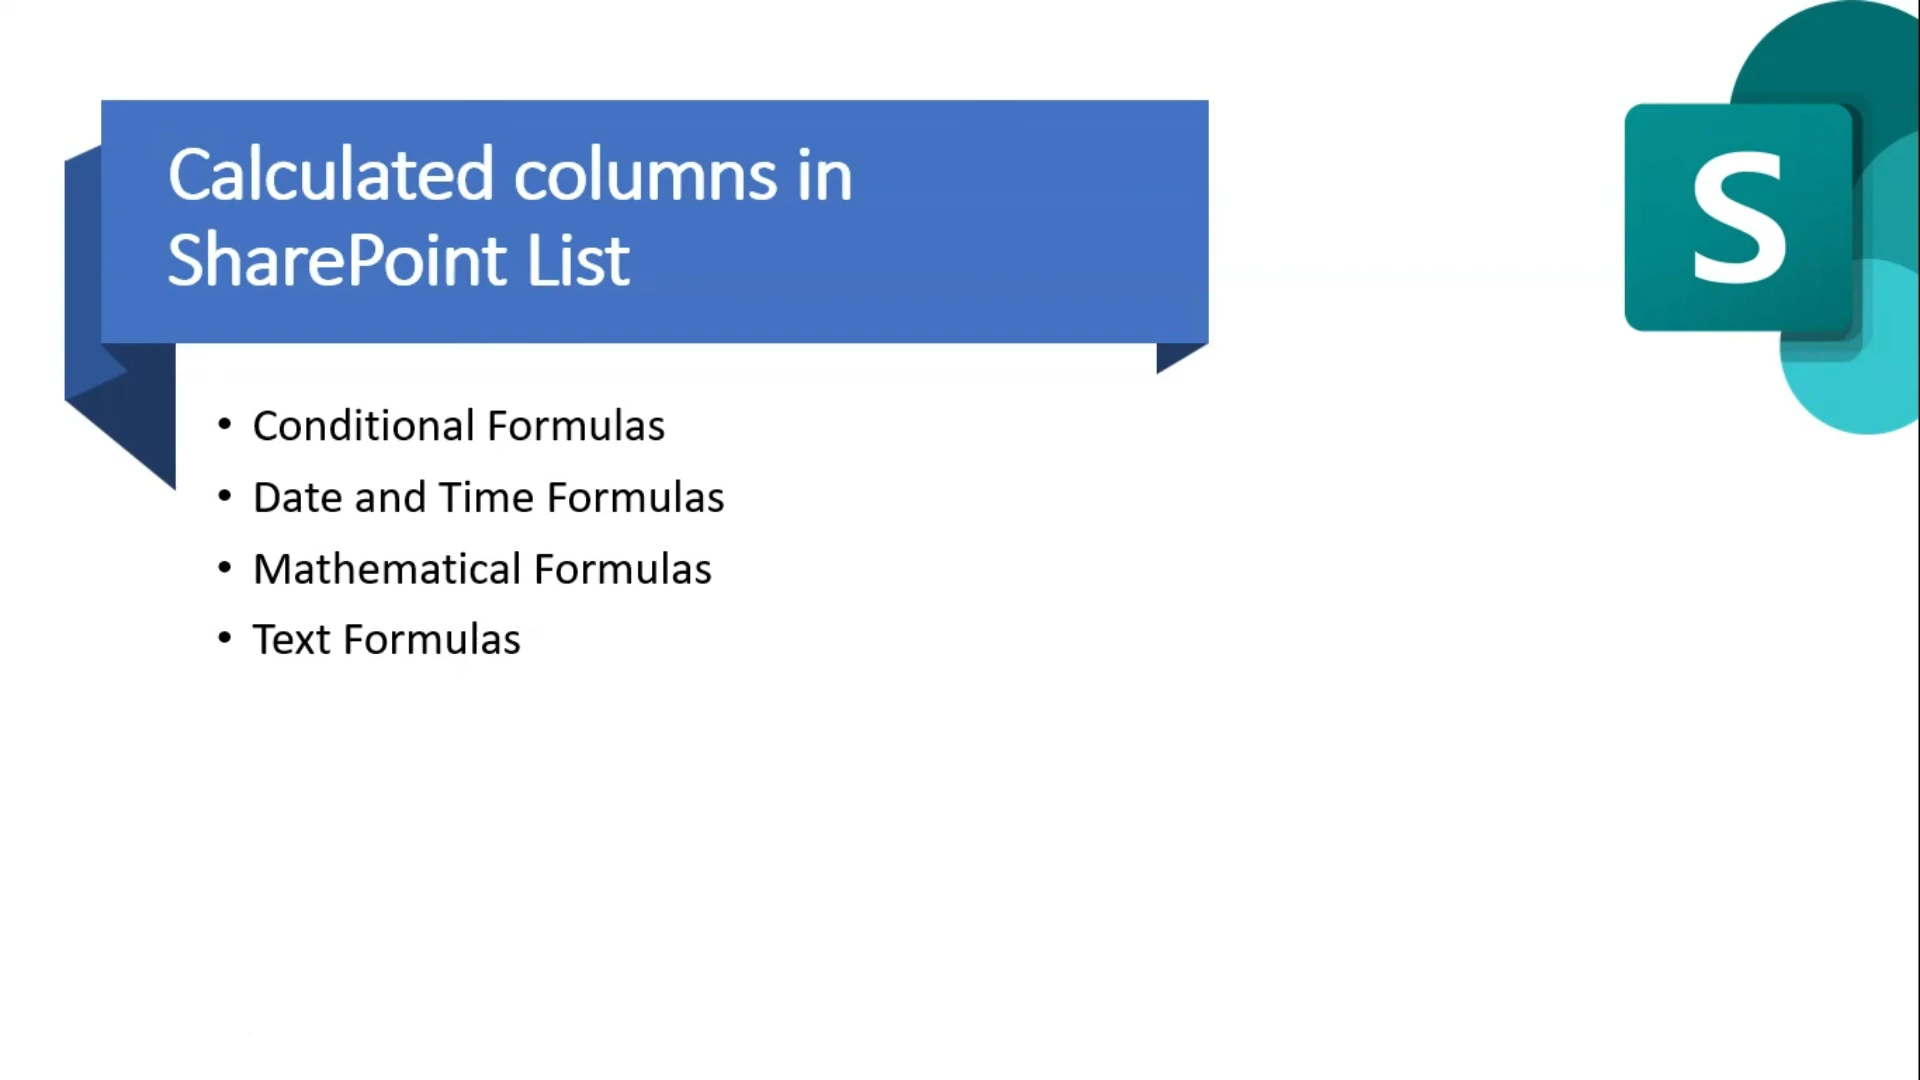 Calculated columns in
SharePoint List
S
• Conditional Formulas
• Date and Time Formulas
• Mathematical Formulas
• Text Formulas